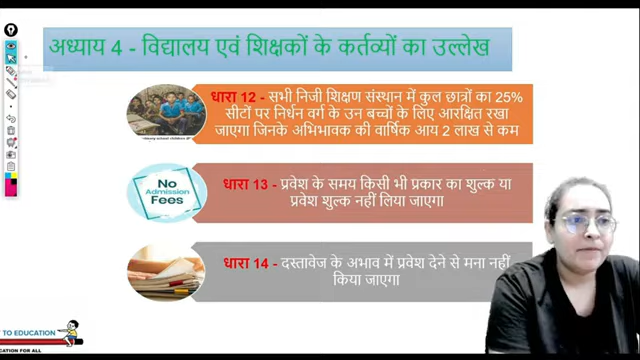 अध्याय 4 - विद्यालय एवं शिक्षकों के कर्तव्यों का उल्लेख
धारा 12 - सभी निजी शिक्षण संस्थान में कुल छात्रों का 25%
सीटों पर निर्धन वर्ग के उन बच्चों के लिए आरक्षित रखा
जाएगा जिनके अभिभावक की वार्षिक आय 2 लाख से कम
No
Admission
Fees
धारा 13 - प्रवेश के समय किसी भी प्रकार का शुल्क या
प्रवेश शुल्क नहीं लिया जाएगा
धारा 14 - दस्तावेज के अभाव में प्रवेश देने से मना नहीं
किया जाएगा
TO EDUCATION
FOR ALL